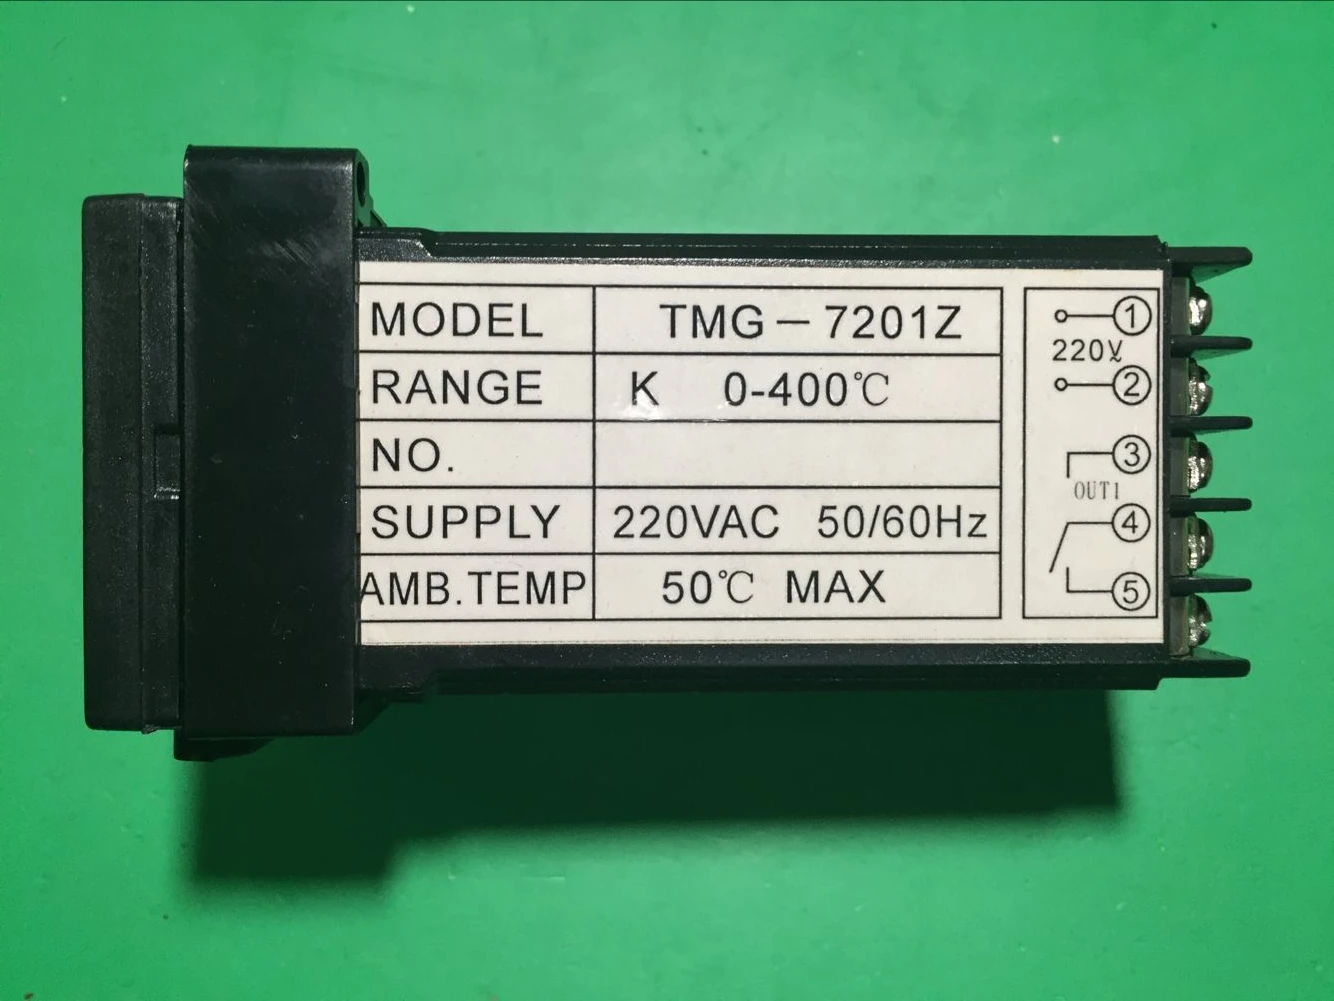 MODEL TMG－7201Z
RANGE K 0-400℃
NO.
SUPPLY 220VAC 50/60Hz
AMB.TEMP 50℃ MAX
①
220V
②
③
OUT1
④
⑤